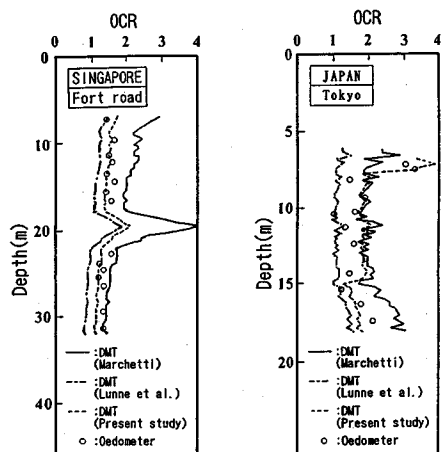 OCR
0 1 2 3 4
0
10
20
30
40
Depth(m)
SINGAPORE
Fort road
:DMT
(Marchetti)
:DMT
(Lunne et al.)
:DMT
(Present study)
:Oedometer
OCR
0 1 2 3 4
0
5
10
15
20
Depth(m)
JAPAN
Tokyo
:DMT
(Marchetti)
:DMT
(Lunne et al.)
:DMT
(Present study)
:Oedometer